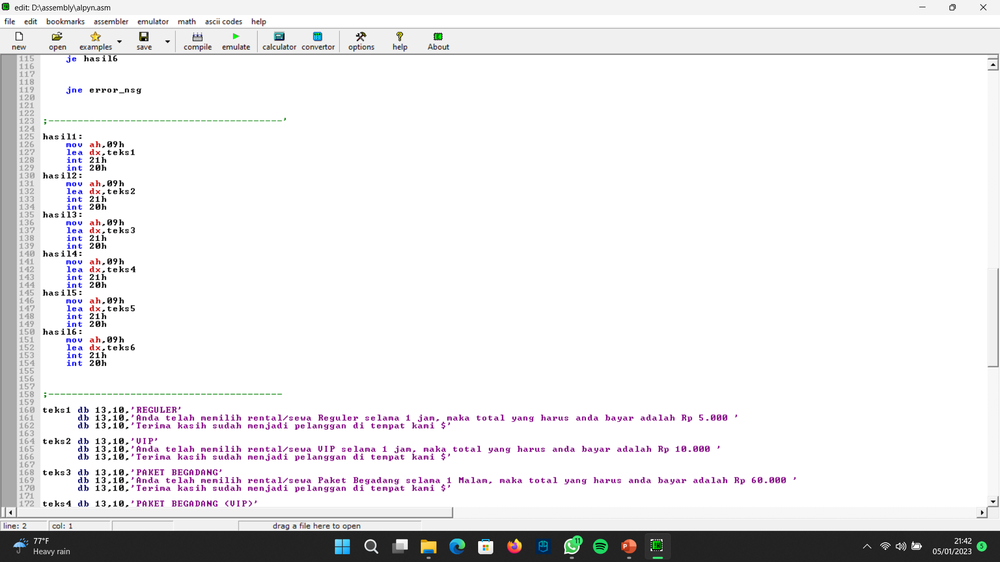 edit: D:\assembly\alpyn.asm
file edit bookmarks assembler emulator math ascii codes help
new open examples save compile emulate calculator convertor options help About
115 je hasil6
116
117
118
119 jne error_nsg
120
121
122
123 ;----------------------------------------'
124
125 hasil1:
126 mov ah,09h
127 lea dx,teks1
128 int 21h
129 int 20h
130 hasil2:
131 mov ah,09h
132 lea dx,teks2
133 int 21h
134 int 20h
135 hasil3:
136 mov ah,09h
137 lea dx,teks3
138 int 21h
139 int 20h
140 hasil4:
141 mov ah,09h
142 lea dx,teks4
143 int 21h
144 int 20h
145 hasil5:
146 mov ah,09h
147 lea dx,teks5
148 int 21h
149 int 20h
150 hasil6:
151 mov ah,09h
152 lea dx,teks6
153 int 21h
154 int 20h
155
156
157
158 ;----------------------------------------
159
160 teks1 db 13,10,'REGULER'
161 db 13,10,'Anda telah memilih rental/sewa Reguler selama 1 jam, maka total yang harus anda bayar adalah Rp 5.000 '
162 db 13,10,'Terima kasih sudah menjadi pelanggan di tempat kami $'
163
164 teks2 db 13,10,'VIP'
165 db 13,10,'Anda telah memilih rental/sewa VIP selama 1 jam, maka total yang harus anda bayar adalah Rp 10.000 '
166 db 13,10,'Terima kasih sudah menjadi pelanggan di tempat kami $'
167
168 teks3 db 13,10,'PAKET BEGADANG'
169 db 13,10,'Anda telah memilih rental/sewa Paket Begadang selama 1 Malam, maka total yang harus anda bayar adalah Rp 60.000 '
170 db 13,10,'Terima kasih sudah menjadi pelanggan di tempat kami $'
171
172 teks4 db 13,10,'PAKET BEGADANG (VIP)'
line: 2 col: 1 drag a file here to open
77°F
Heavy rain
11
21:42
05/01/2023
5